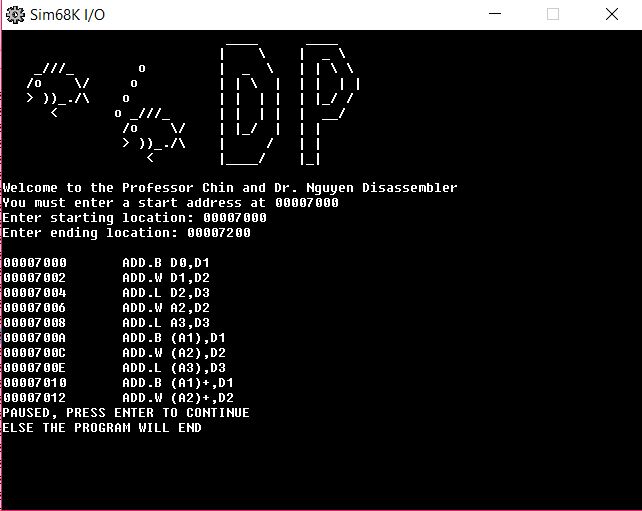 Sim68K I/O
DP
Welcome to the Professor Chin and Dr. Nguyen Disassembler
You must enter a start address at 00007000
Enter starting location: 00007000
Enter ending location: 00007200
00007000 ADD.B D0,D1
00007002 ADD.W D1,D2
00007004 ADD.L D2,D3
00007006 ADD.W A2,D2
00007008 ADD.L A3,D3
0000700A ADD.B (A1),D1
0000700C ADD.W (A2),D2
0000700E ADD.L (A3),D3
00007010 ADD.B (A1)+,D1
00007012 ADD.W (A2)+,D2
PAUSED, PRESS ENTER TO CONTINUE
ELSE THE PROGRAM WILL END